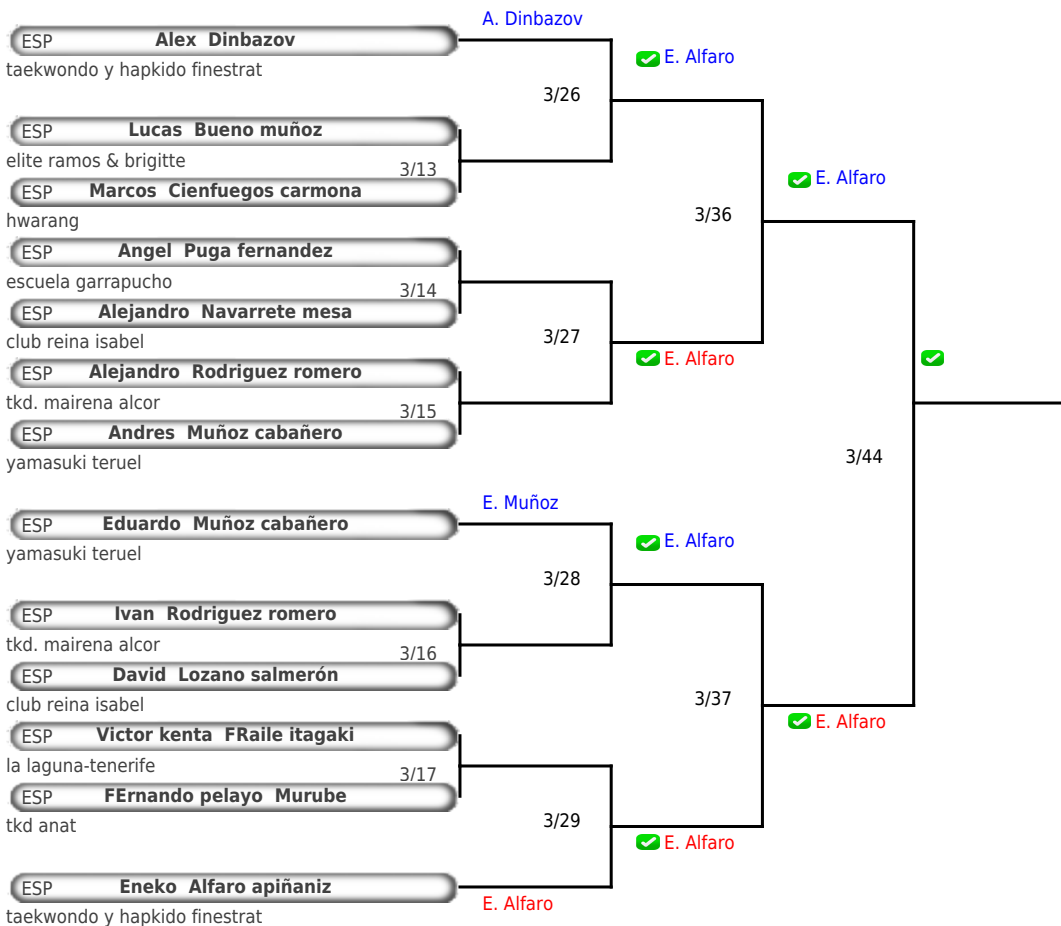 A. Dinbazov
ESP Alex Dinbazov
taekwondo y hapkido finestrat
E. Alfaro
3/26
ESP Lucas Bueno muñoz
elite ramos & brigitte
3/13
ESP Marcos Cienfuegos carmona
hwarang
E. Alfaro
3/36
ESP Angel Puga fernandez
escuela garrapucho
3/14
ESP Alejandro Navarrete mesa
club reina isabel
3/27
E. Alfaro
ESP Alejandro Rodriguez romero
tkd. mairena alcor
3/15
ESP Andres Muñoz cabañero
yamasuki teruel
3/44
E. Muñoz
ESP Eduardo Muñoz cabañero
yamasuki teruel
E. Alfaro
3/28
ESP Ivan Rodriguez romero
tkd. mairena alcor
3/16
ESP David Lozano salmerón
club reina isabel
3/37
E. Alfaro
ESP Victor kenta FRaile itagaki
la laguna-tenerife
3/17
ESP FErnando pelayo Murube
tkd anat
3/29
E. Alfaro
ESP Eneko Alfaro apiñaniz
E. Alfaro
taekwondo y hapkido finestrat